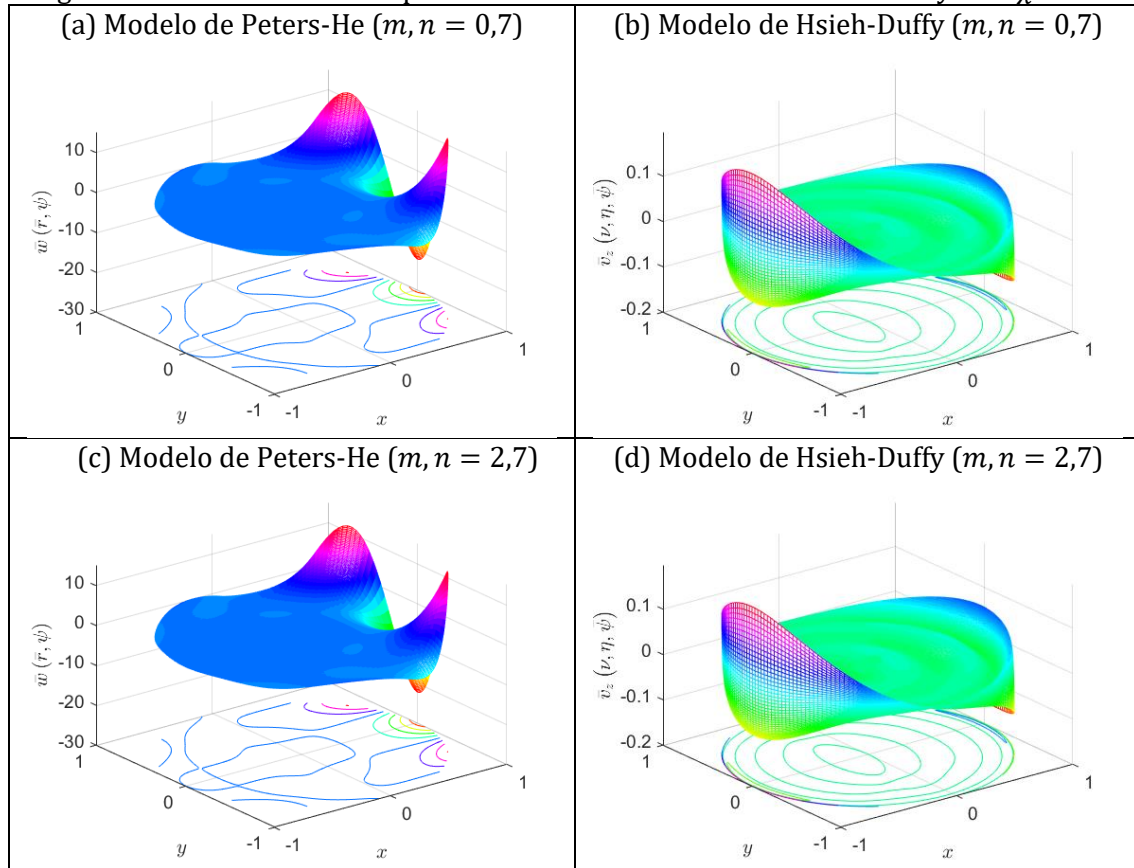 (a) Modelo de Peters-He (m, n = 0,7)
(b) Modelo de Hsieh-Duffy (m, n = 0,7)
10
0
-10
-20
-30
w̄ (r̄, ψ̄)
1
0
-1
y
-1
0
1
x
0.1
0
-0.1
-0.2
v̄z (ν, η, ψ̄)
1
0
-1
y
-1
0
1
x
(c) Modelo de Peters-He (m, n = 2,7)
(d) Modelo de Hsieh-Duffy (m, n = 2,7)
10
0
-10
-20
-30
w̄ (r̄, ψ̄)
1
0
-1
y
-1
0
1
x
0.1
0
-0.1
-0.2
v̄z (ν, η, ψ̄)
1
0
-1
y
-1
0
1
x